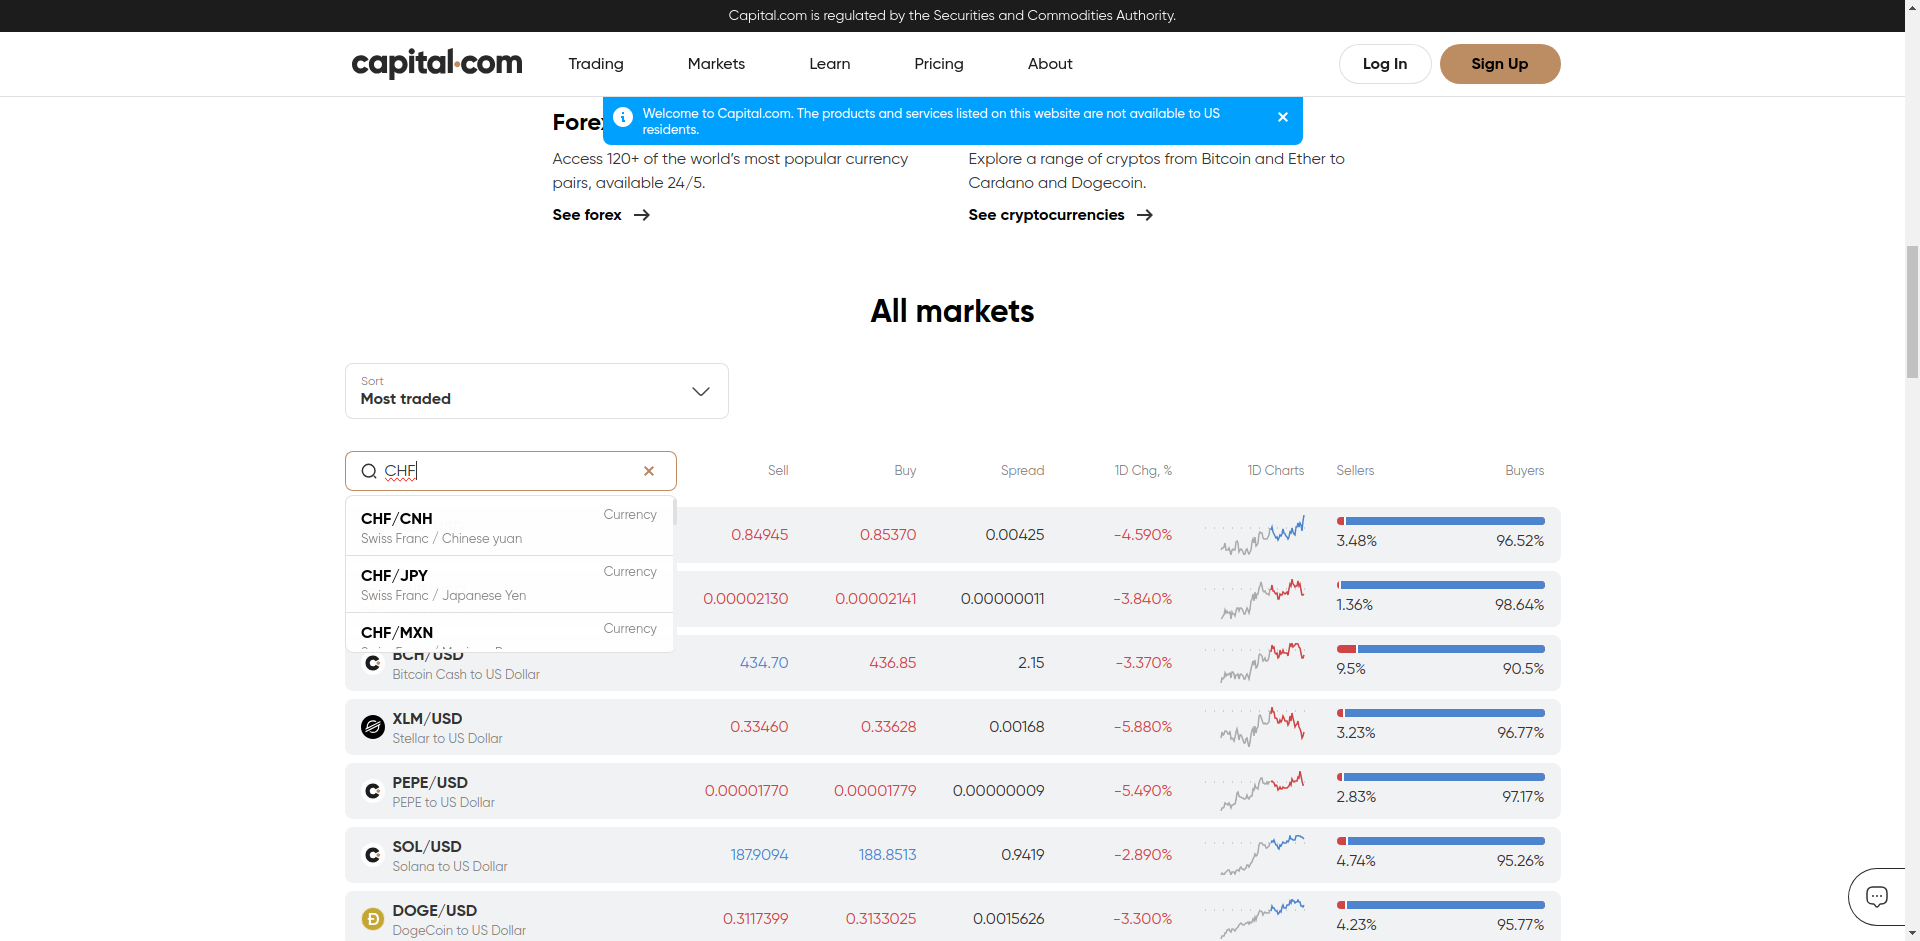 Capital.com is regulated by the Securities and Commodities Authority.
capital.com Trading Markets Learn Pricing About Log In Sign Up
Welcome to Capital.com. The products and services listed on this website are not available to US
residents.
Access 120+ of the world's most popular currency
pairs, available 24/5.
See forex
Explore a range of cryptos from Bitcoin and Ether to
Cardano and Dogecoin.
See cryptocurrencies
All markets
Sort
Most traded
CHF Sell Buy Spread 1D Chg, % 1D Charts Sellers Buyers
CHF/CNH Currency
Swiss Franc / Chinese yuan
CHF/JPY Currency
Swiss Franc / Japanese Yen
CHF/MXN Currency
0.84945 0.85370 0.00425 -4.590% 3.48% 96.52%
0.00002130 0.00002141 0.00000011 -3.840% 1.36% 98.64%
BCH/USD
Bitcoin Cash to US Dollar 434.70 436.85 2.15 -3.370% 9.5% 90.5%
XLM/USD
Stellar to US Dollar 0.33460 0.33628 0.00168 -5.880% 3.23% 96.77%
PEPE/USD
PEPE to US Dollar 0.00001770 0.00001779 0.00000009 -5.490% 2.83% 97.17%
SOL/USD
Solana to US Dollar 187.9094 188.8513 0.9419 -2.890% 4.74% 95.26%
DOGE/USD
DogeCoin to US Dollar 0.3117399 0.3133025 0.0015626 -3.300% 4.23% 95.77%